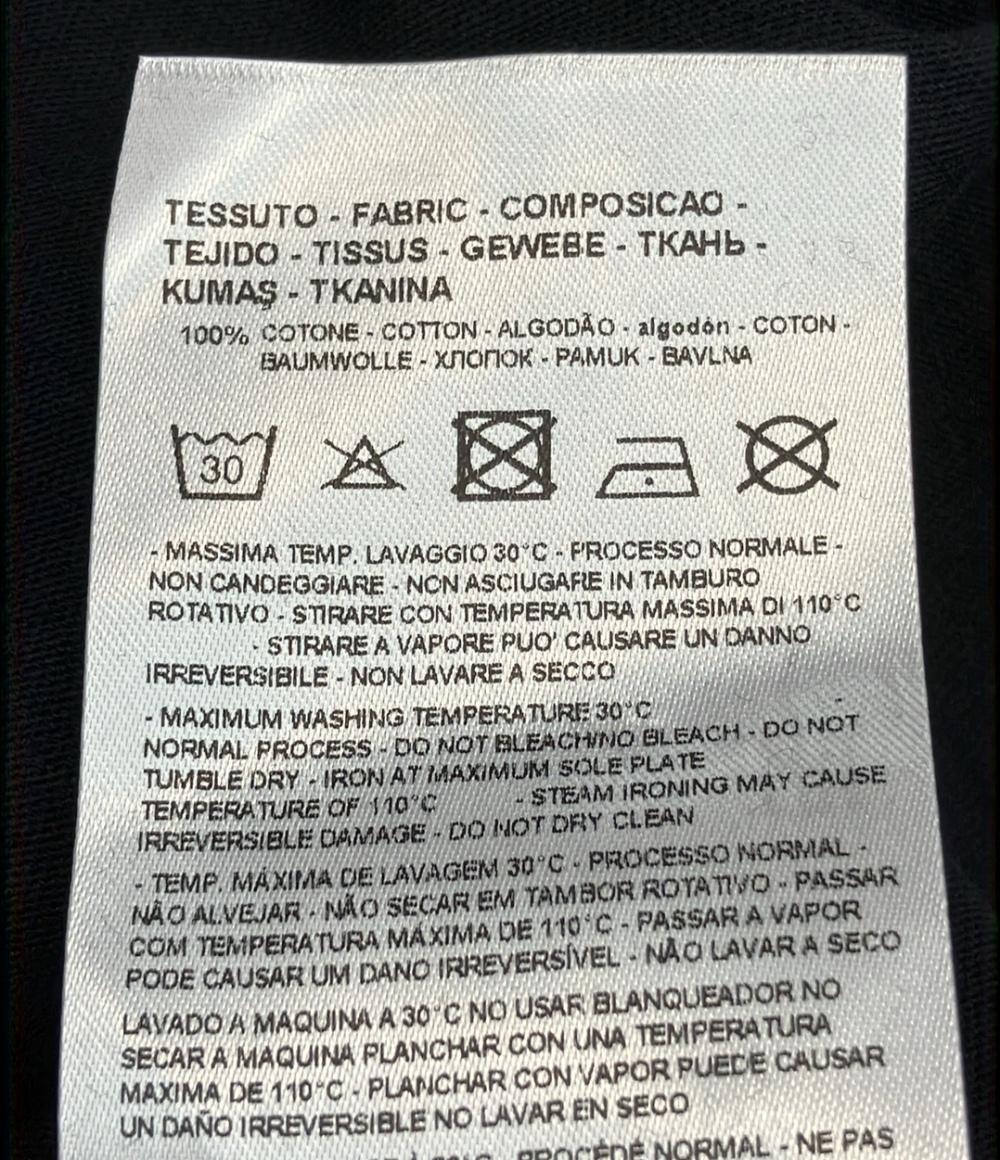 TESSUTO - FABRIC - COMPOSICAO -
TEJIDO - TISSUS - GEWEBE - ТКАНЬ -
KUMAŞ - TKANINA
100% COTONE - COTTON - ALGODÃO - algodón - COTON -
BAUMWOLLE - ХЛОПОК - PAMUK - BAVLNA
30
- MASSIMA TEMP. LAVAGGIO 30°C - PROCESSO NORMALE -
NON CANDEGGIARE - NON ASCIUGARE IN TAMBURO
ROTATIVO - STIRARE CON TEMPERATURA MASSIMA DI 110°C
- STIRARE A VAPORE PUO' CAUSARE UN DANNO
IRREVERSIBILE - NON LAVARE A SECCO
- MAXIMUM WASHING TEMPERATURE 30°C -
NORMAL PROCESS - DO NOT BLEACH/NO BLEACH - DO NOT
TUMBLE DRY - IRON AT MAXIMUM SOLE PLATE
TEMPERATURE OF 110°C - STEAM IRONING MAY CAUSE
IRREVERSIBLE DAMAGE - DO NOT DRY CLEAN
- TEMP. MÁXIMA DE LAVAGEM 30°C - PROCESSO NORMAL -
NÃO ALVEJAR - NÃO SECAR EM TAMBOR ROTATIVO - PASSAR
COM TEMPERATURA MÁXIMA DE 110°C - PASSAR A VAPOR
PODE CAUSAR UM DANO IRREVERSÍVEL - NÃO LAVAR A SECO
LAVADO A MAQUINA A 30°C NO USAR BLANQUEADOR NO
SECAR A MAQUINA PLANCHAR CON UNA TEMPERATURA
MAXIMA DE 110°C - PLANCHAR CON VAPOR PUEDE CAUSAR
UN DAÑO IRREVERSIBLE NO LAVAR EN SECO
PROCÉDÉ NORMAL - NE PAS